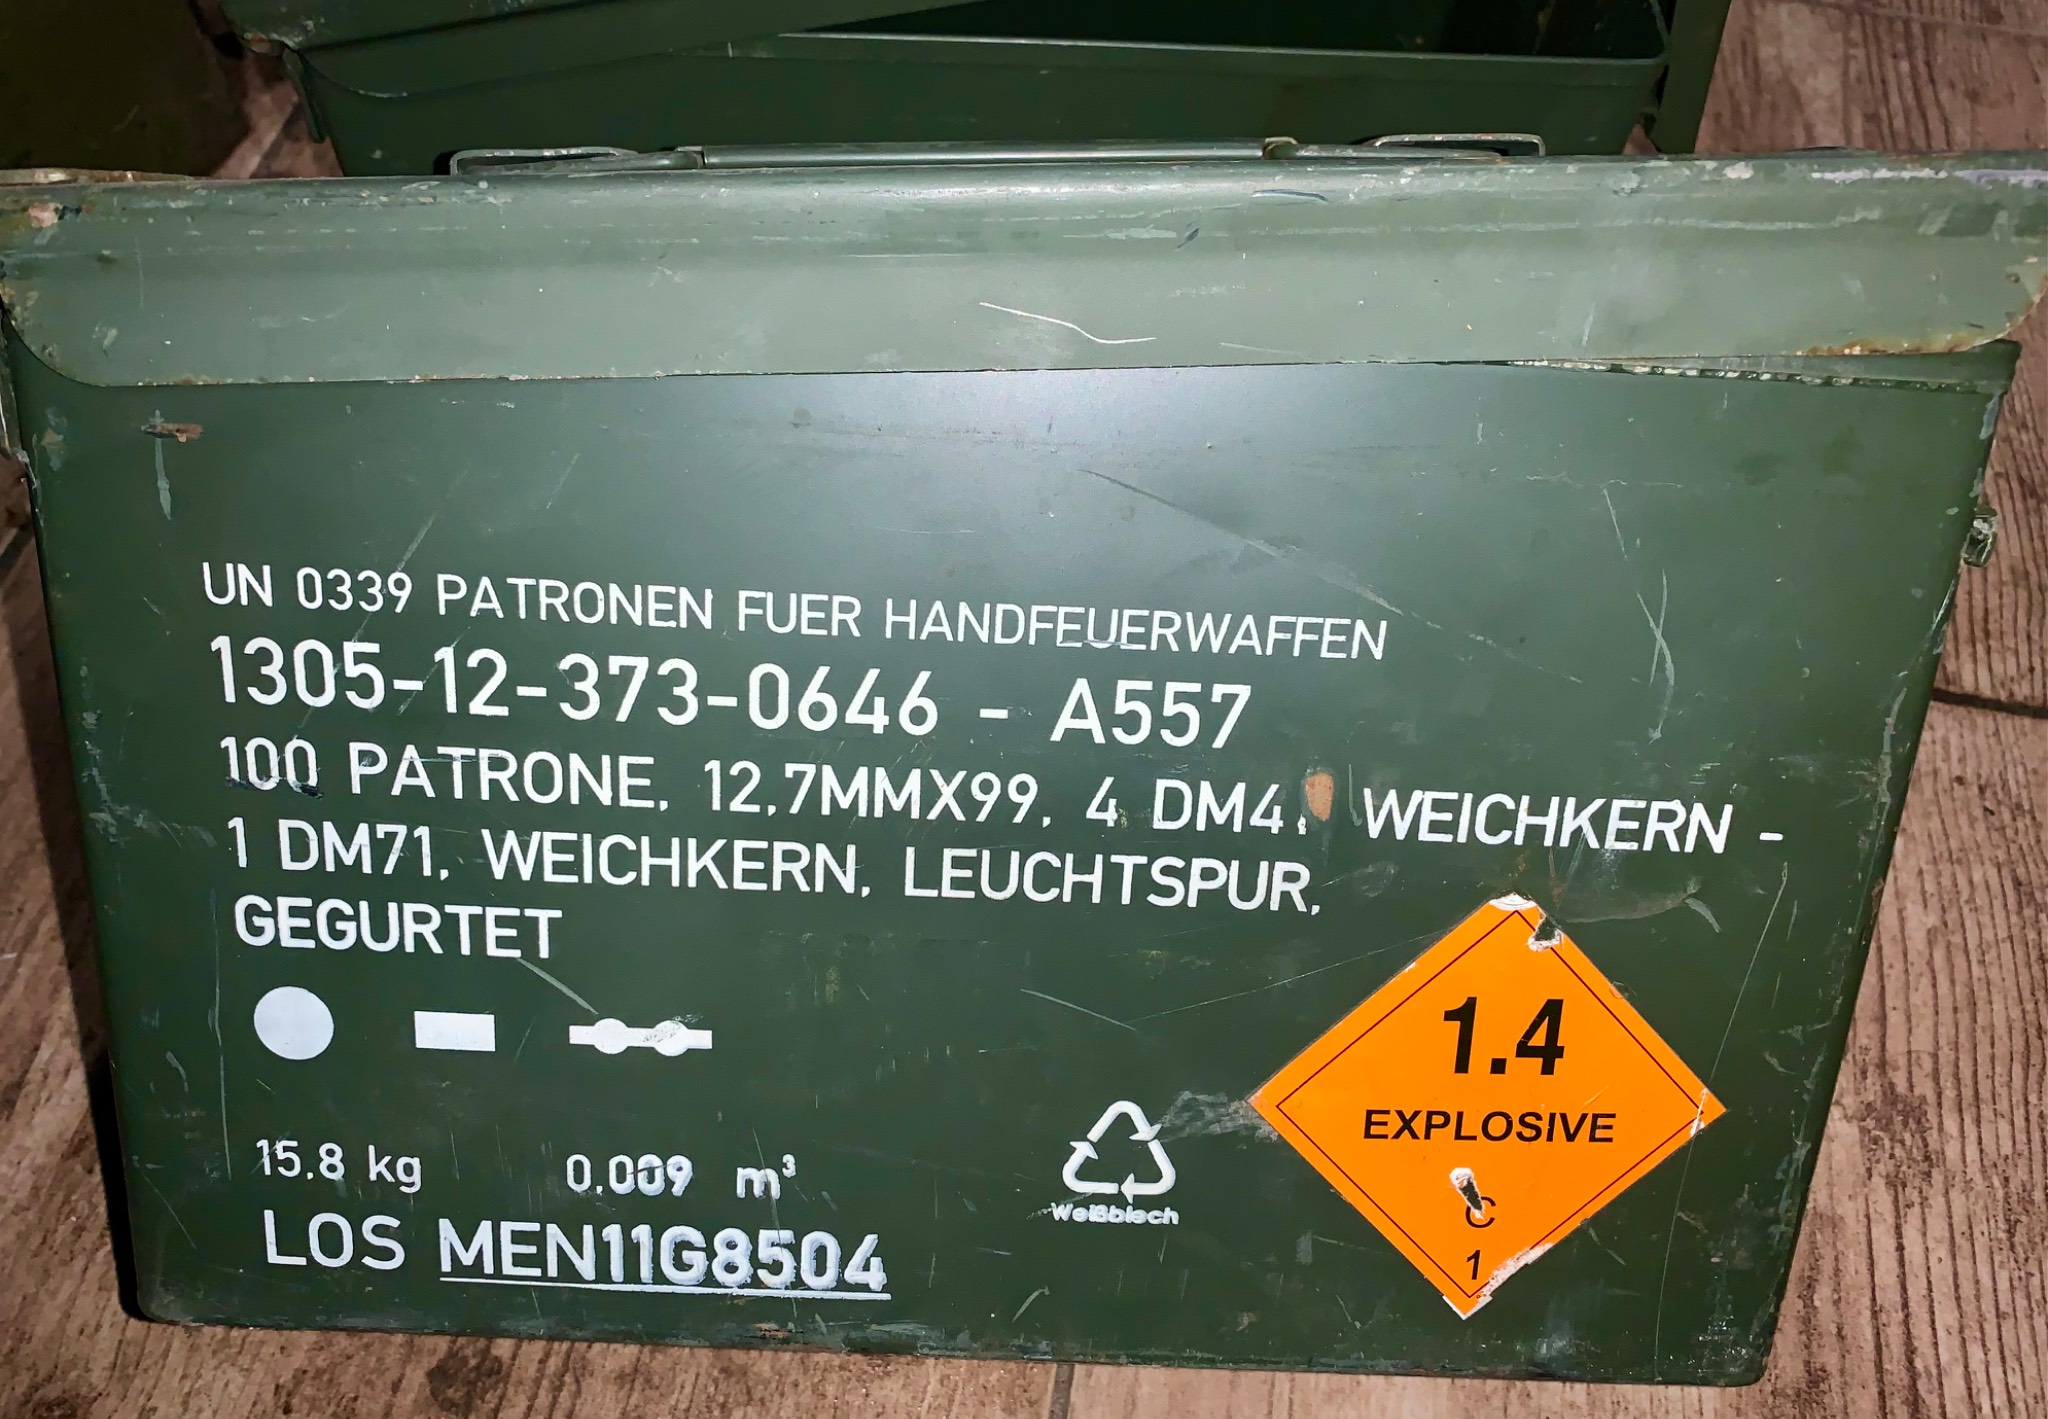 UN 0339 PATRONEN FUER HANDFEUERWAFFEN
1305-12-373-0646 - A557
100 PATRONE, 12,7MMX99, 4 DM4, WEICHKERN -
1 DM71, WEICHKERN, LEUCHTSPUR,
GEGURTET
15,8 kg 0,009 m³
LOS MEN11G8504
Weißblech
1.4
EXPLOSIVE
C
1